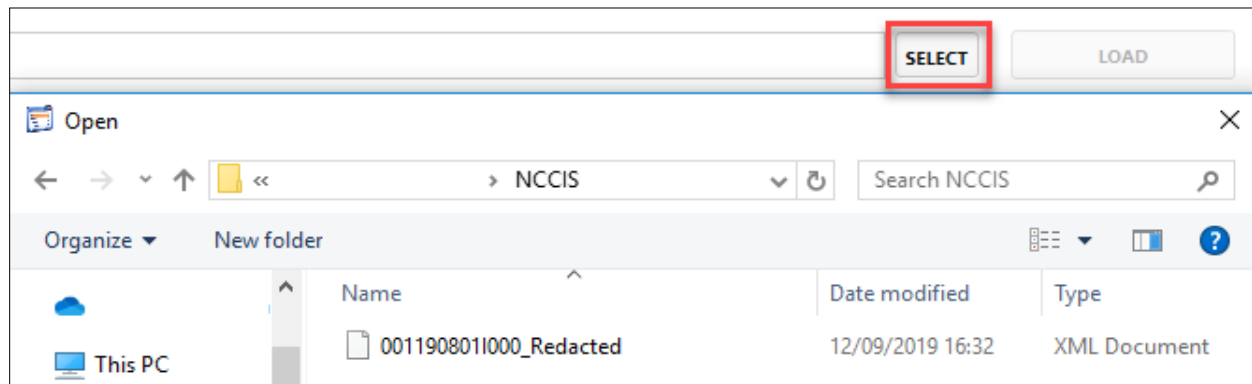 SELECT LOAD
Open
« > NCCIS Search NCCIS
Organize New folder
Name Date modified Type
001190801I000_Redacted 12/09/2019 16:32 XML Document
This PC